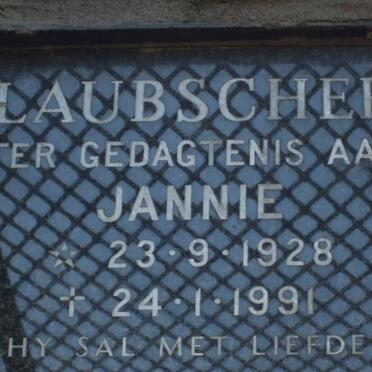 LAUBSCHER
TER GEDAGTENIS AA
JANNIE
☆ 23·9·1928
✝ 24·1·1991
HY SAL MET LIEFDE